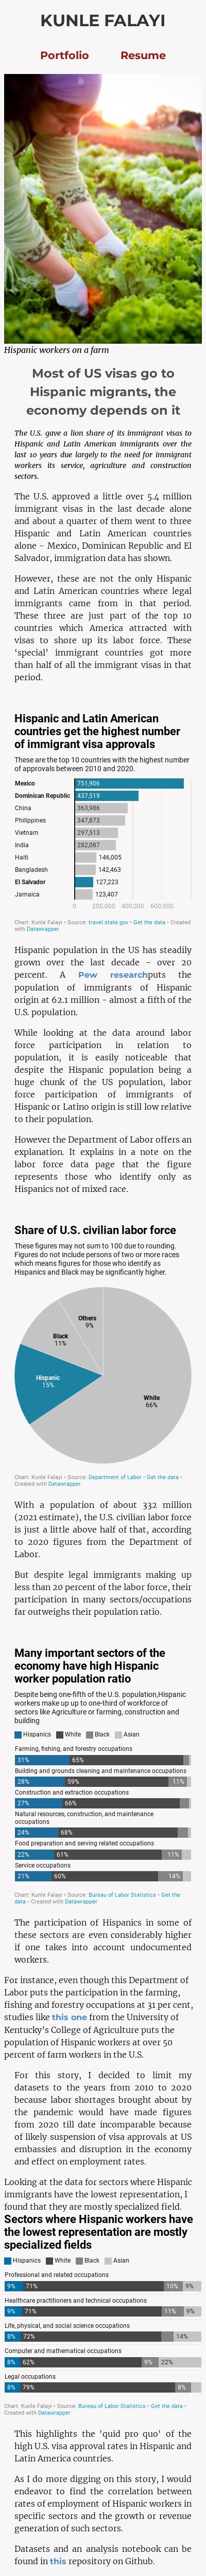 KUNLE FALAYI
Portfolio Resume
Hispanic workers on a farm
Most of US visas go to
Hispanic migrants, the
economy depends on it
The U.S. gave a lion share of its immigrant visas to
Hispanic and Latin American immigrants over the
last 10 years due largely to the need for immigrant
workers its service, agriculture and construction
sectors.
The U.S. approved a little over 5.4 million
immigrant visas in the last decade alone
and about a quarter of them went to three
Hispanic and Latin American countries
alone - Mexico, Dominican Republic and El
Salvador, immigration data has shown.
However, these are not the only Hispanic
and Latin American countries where legal
immigrants came from in that period.
These three are just part of the top 10
countries which America attracted with
visas to shore up its labor force. These
‘special’ immigrant countries got more
than half of all the immigrant visas in that
period.
Hispanic and Latin American
countries get the highest number
of immigrant visa approvals
These are the top 10 countries with the highest number
of approvals between 2010 and 2020.
Mexico 751,906
Dominican Republic 437,519
China 363,986
Philippines 347,873
Vietnam 297,513
India 282,087
Haiti 146,005
Bangladesh 142,463
El Salvador 127,223
Jamaica 123,407
0 200,000 400,000 600,000
Chart: Kunle Falayi • Source: travel.state.gov • Get the data • Created
with Datawrapper
Hispanic population in the US has steadily
grown over the last decade - over 20
percent. A Pew researchputs the
population of immigrants of Hispanic
origin at 62.1 million - almost a fifth of the
U.S. population.
While looking at the data around labor
force participation in relation to
population, it is easily noticeable that
despite the Hispanic population being a
huge chunk of the US population, labor
force participation of immigrants of
Hispanic or Latino origin is still low relative
to their population.
However the Department of Labor offers an
explanation. It explains in a note on the
labor force data page that the figure
represents those who identify only as
Hispanics not of mixed race.
Share of U.S. civilian labor force
These figures may not sum to 100 due to rounding.
Figures do not include persons of two or more races
which means figures for those who identify as
Hispanics and Black may be significantly higher.
Others
9%
Black
11%
Hispanic
15%
White
66%
Chart: Kunle Falayi • Source: Department of Labor • Get the data •
Created with Datawrapper
With a population of about 332 million
(2021 estimate), the U.S. civilian labor force
is just a little above half of that, according
to 2020 figures from the Department of
Labor.
But despite legal immigrants making up
less than 20 percent of the labor force, their
participation in many sectors/occupations
far outweighs their population ratio.
Many important sectors of the
economy have high Hispanic
worker population ratio
Despite being one-fifth of the U.S. population,Hispanic
workers make up up to one-third of workforce of
sectors like Agriculture or farming, construction and
building
Hispanics White Black Asian
Farming, fishing, and forestry occupations
31% 65%
Building and grounds cleaning and maintenance occupations
28% 59% 11%
Construction and extraction occupations
27% 66%
Natural resources, construction, and maintenance
occupations
24% 68%
Food preparation and serving related occupations
22% 61% 11%
Service occupations
21% 60% 14%
Chart: Kunle Falayi • Source: Bureau of Labor Statistics • Get the
data • Created with Datawrapper
The participation of Hispanics in some of
these sectors are even considerably higher
if one takes into account undocumented
workers.
For instance, even though this Department of
Labor puts the participation in the farming,
fishing and forestry occupations at 31 per cent,
studies like this one from the University of
Kentucky's College of Agriculture puts the
population of Hispanic workers at over 50
percent of farm workers in the U.S.
For this story, I decided to limit my
datasets to the years from 2010 to 2020
because labor shortages brought about by
the pandemic would have made figures
from 2020 till date incomparable because
of likely suspension of visa approvals at US
embassies and disruption in the economy
and effect on employment rates.
Looking at the data for sectors where Hispanic
immigrants have the lowest representation, I
found that they are mostly specialized field.
Sectors where Hispanic workers have
the lowest representation are mostly
specialized fields
Hispanics White Black Asian
Professional and related occupations
9% 71% 10% 9%
Healthcare practitioners and technical occupations
9% 71% 11% 9%
Life, physical, and social science occupations
8% 72% 14%
Computer and mathematical occupations
8% 62% 9% 22%
Legal occupations
8% 79% 8%
Chart: Kunle Falayi • Source: Bureau of Labor Statistics • Get the data •
Created with Datawrapper
This highlights the 'quid pro quo' of the
high U.S. visa approval rates in Hispanic and
Latin America countries.
As I do more digging on this story, I would
endeavor to find the correlation between
rates of employment of Hispanic workers in
specific sectors and the growth or revenue
generation of such sectors.
Datasets and an analysis notebook can be
found in this repository on Github.